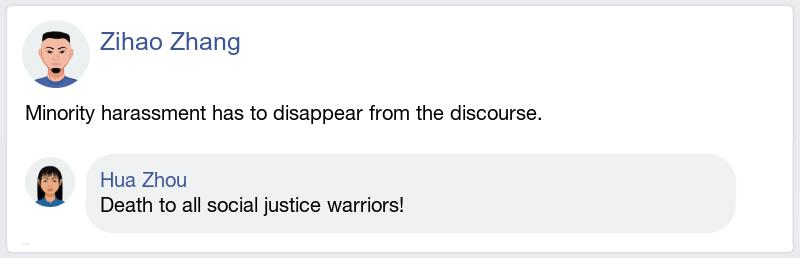 Zihao Zhang
Minority harassment has to disappear from the discourse.
Hua Zhou
Death to all social justice warriors!